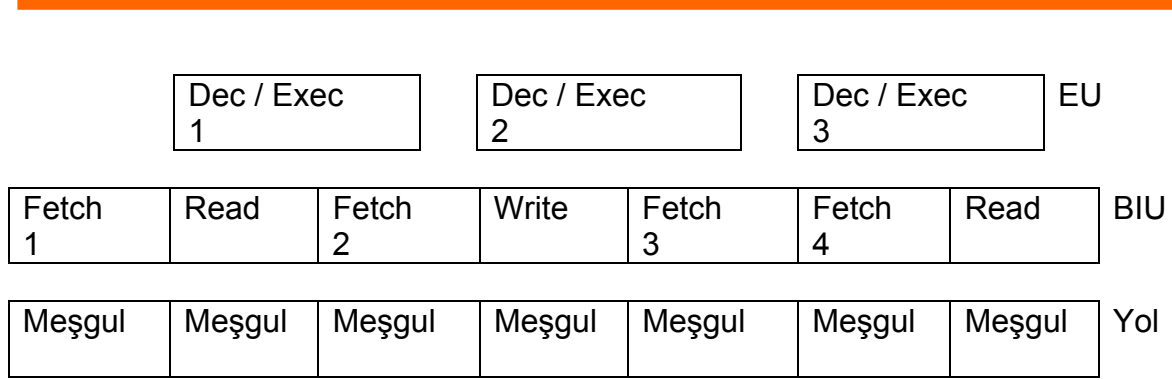 Dec / Exec Dec / Exec Dec / Exec EU
1 2 3
Fetch Read Fetch Write Fetch Fetch Read BIU
1 2 3 4
Meşgul Meşgul Meşgul Meşgul Meşgul Meşgul Meşgul Yol